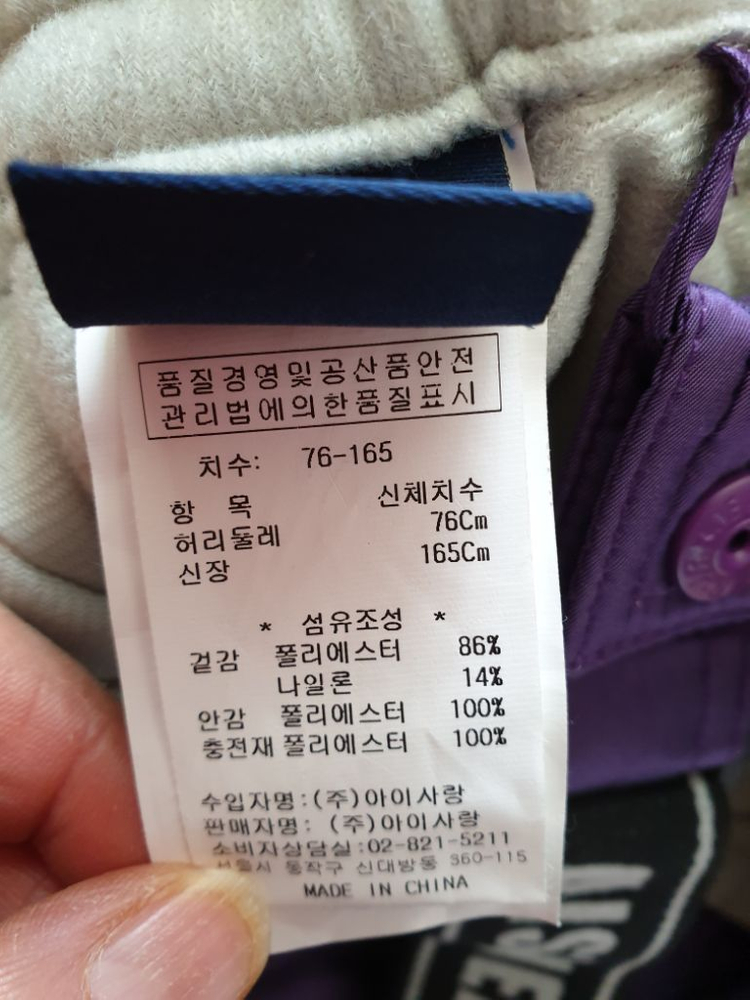 품질경영및공산품안전
관리법에의한품질표시
치수: 76-165
항 목 신체치수
허리둘레 76Cm
신장 165Cm
* 섬유조성 *
겉감 폴리에스터 86%
나일론 14%
안감 폴리에스터 100%
충전재 폴리에스터 100%
수입자명:(주)아이사랑
판매자명: (주)아이사랑
소비자상담실:02-821-5211
서울시 동작구 신대방동 360-115
MADE IN CHINA